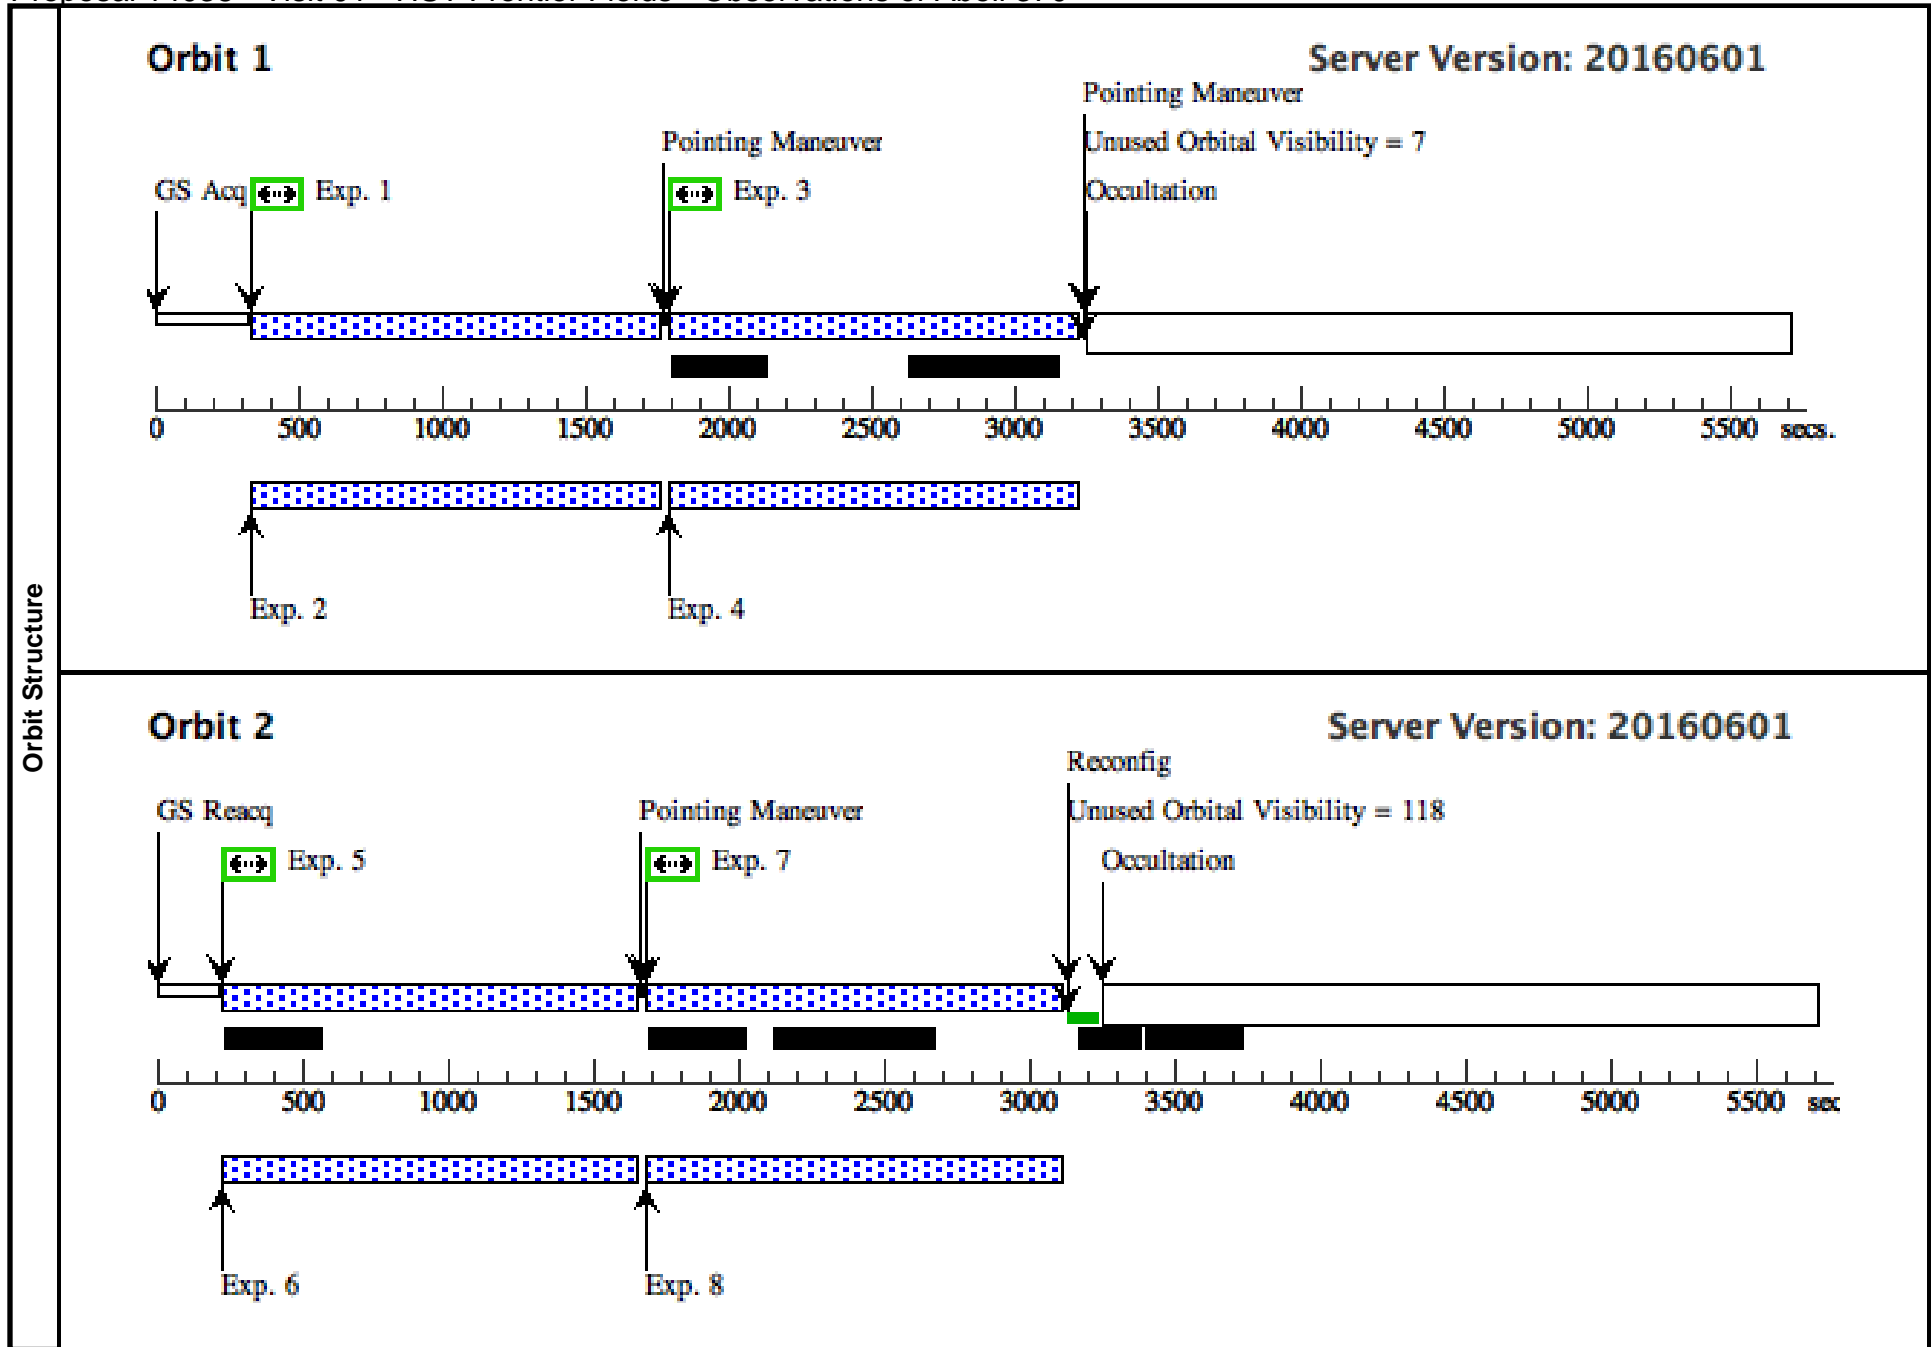 Orbit Structure
Orbit 1
Server Version: 20160601
Pointing Maneuver
Pointing Maneuver
Unused Orbital Visibility = 7
GS Acq
Exp. 1
Exp. 3
Occultation
0 500 1000 1500 2000 2500 3000 3500 4000 4500 5000 5500 secs.
Exp. 2
Exp. 4
Orbit 2
Server Version: 20160601
Reconfig
GS Reacq
Pointing Maneuver
Unused Orbital Visibility = 118
Exp. 5
Exp. 7
Occultation
0 500 1000 1500 2000 2500 3000 3500 4000 4500 5000 5500 sec
Exp. 6
Exp. 8